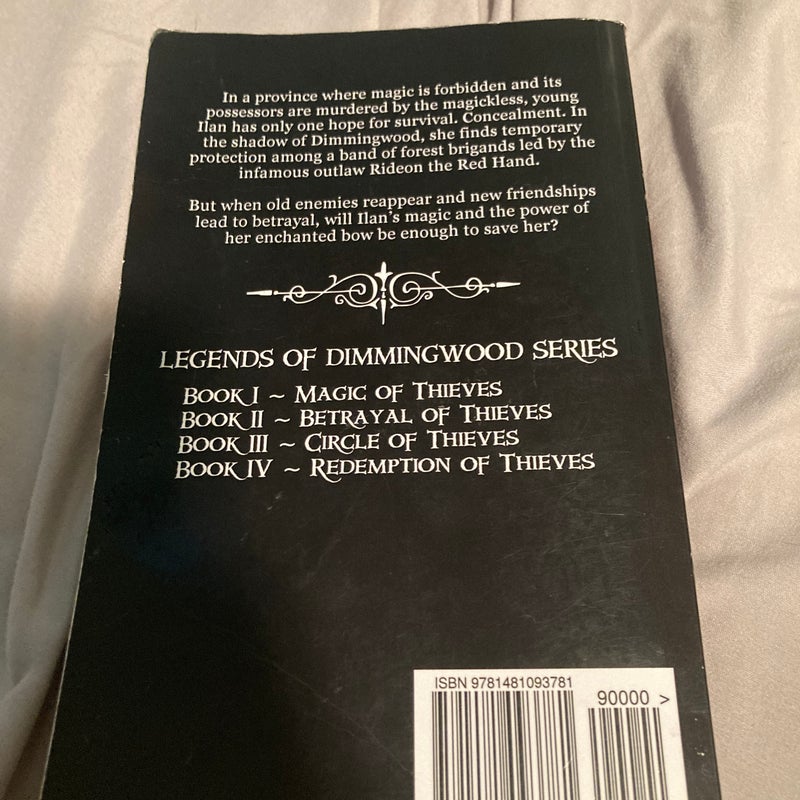 In a province where magic is forbidden and its
possessors are murdered by the magickless, young
Ilan has only one hope for survival. Concealment. In
the shadow of Dimmingwood, she finds temporary
protection among a band of forest brigands led by the
infamous outlaw Rideon the Red Hand.
But when old enemies reappear and new friendships
lead to betrayal, will Ilan's magic and the power of
her enchanted bow be enough to save her?
LEGENDS OF DIMMINGWOOD SERIES
BOOK I ~ MAGIC OF THIEVES
BOOK II ~ BETRAYAL OF THIEVES
BOOK III ~ CIRCLE OF THIEVES
BOOK IV ~ REDEMPTION OF THIEVES
ISBN 9781481093781
90000 >